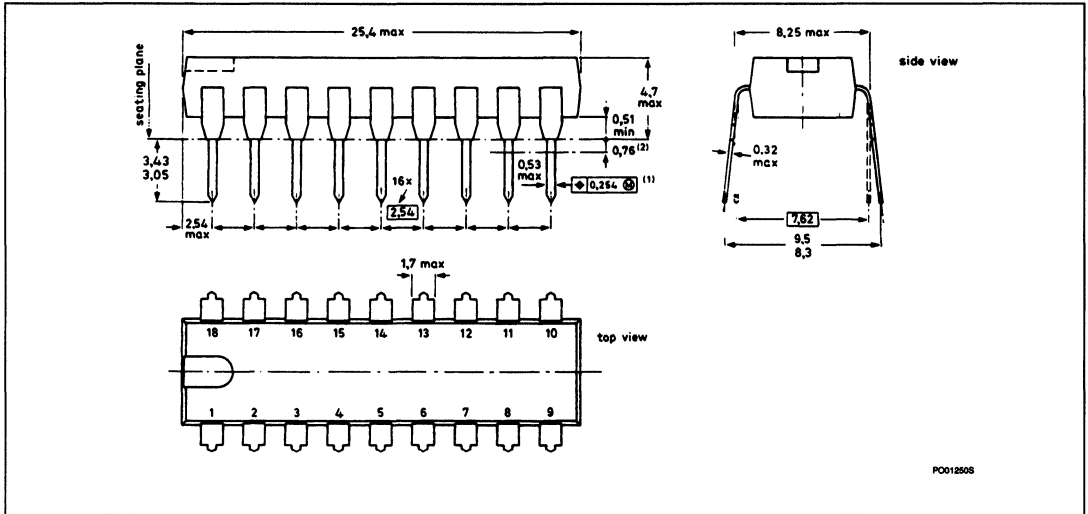 25,4 max
8,25 max
side view
seating plane
4,7
max
0,51
min
0,76(2)
3,43
3,05
0,53
max
0,254 M (1)
16x
2,54
2,54
max
0,32
max
7,62
9,5
8,3
1,7 max
18 17 16 15 14 13 12 11 10
top view
1 2 3 4 5 6 7 8 9
PO01250S